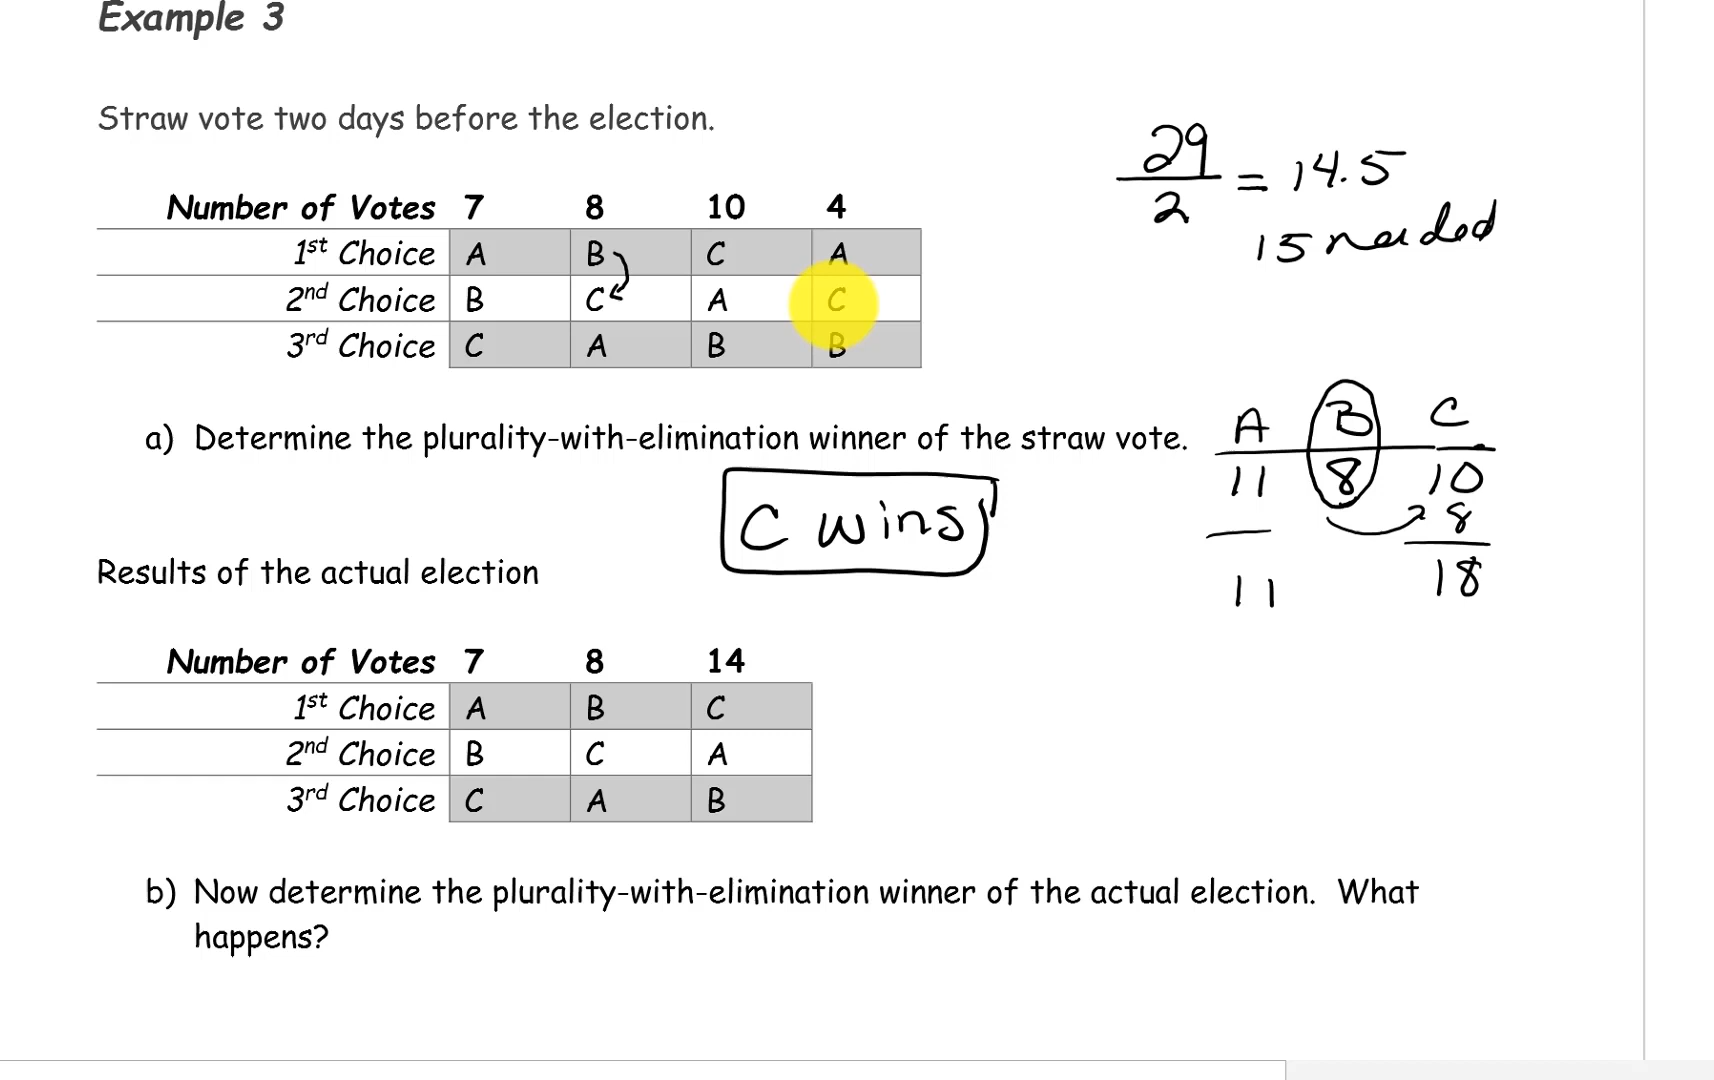 Example 3
Straw vote two days before the election.
29
2
= 14.5
15 needed
Number of Votes 7 8 10 4
1st Choice A B C A
2nd Choice B C A C
3rd Choice C A B B
a) Determine the plurality-with-elimination winner of the straw vote.
A B C
11 8 10
8
11 18
C wins
Results of the actual election
Number of Votes 7 8 14
1st Choice A B C
2nd Choice B C A
3rd Choice C A B
b) Now determine the plurality-with-elimination winner of the actual election. What
happens?